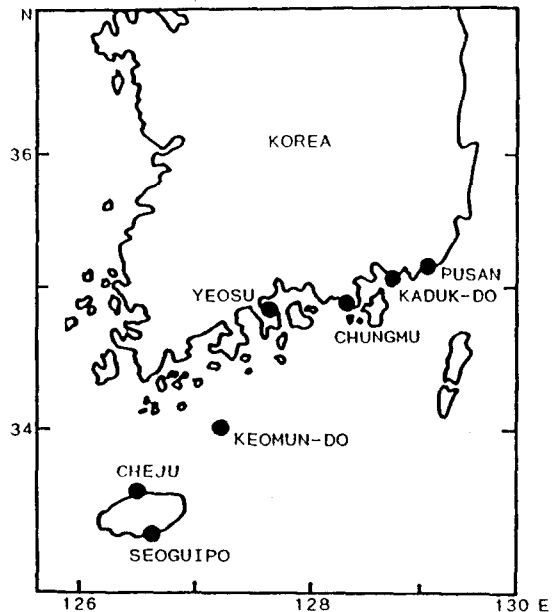 N
KOREA
36
PUSAN
YEOSU
KADUK-DO
CHUNGMU
34
KEOMUN-DO
CHEJU
SEOGUIPO
126
128
130 E